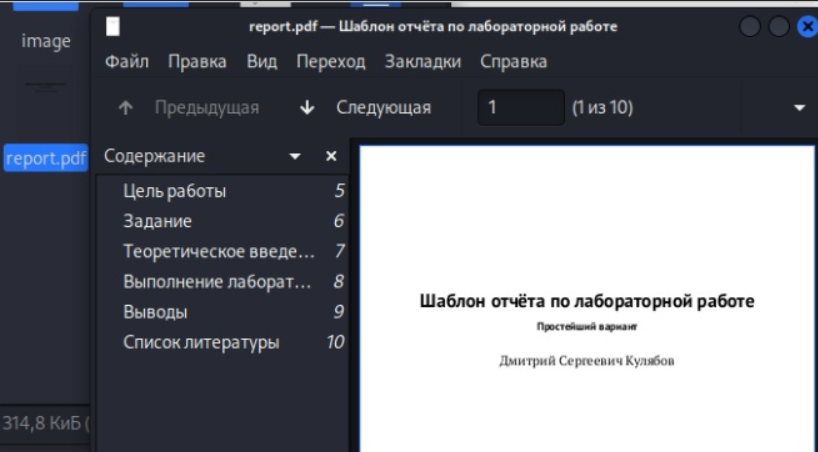 report.pdf — Шаблон отчёта по лабораторной работе
image
Файл Правка Вид Переход Закладки Справка
Предыдущая Следующая 1 (1 из 10)
report.pdf
Содержание
Цель работы 5
Задание 6
Теоретическое введе... 7
Выполнение лаборат... 8
Выводы 9
Список литературы 10
Шаблон отчёта по лабораторной работе
Простейший вариант
Дмитрий Сергеевич Кулябов
314,8 КиБ (